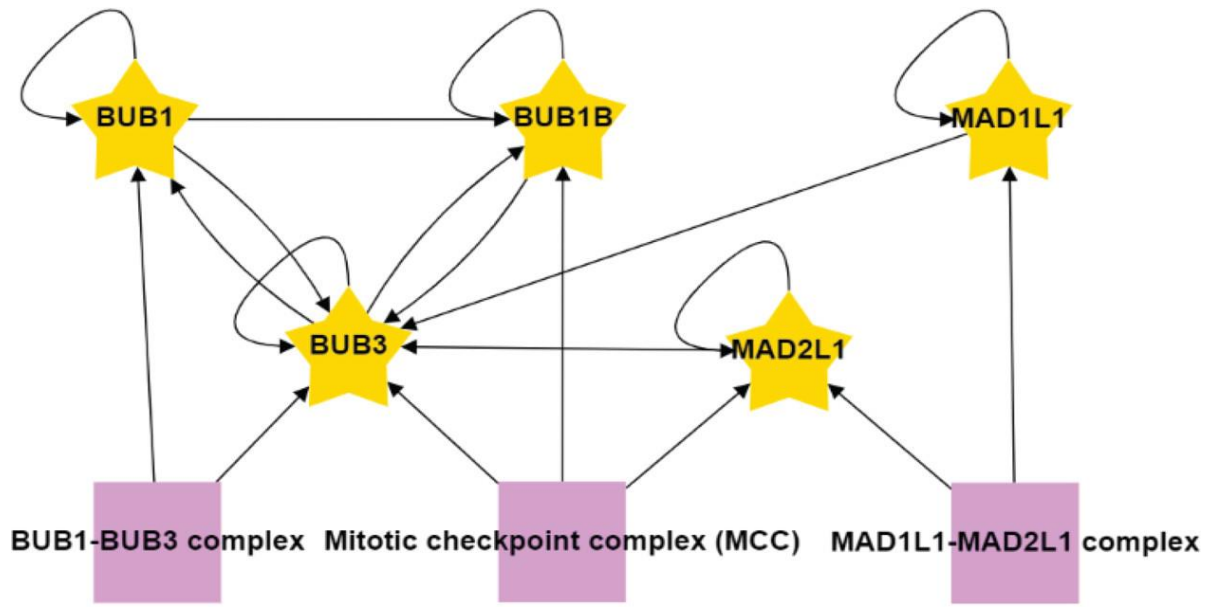 BUB1
BUB1B
MAD1L1
BUB3
MAD2L1
BUB1-BUB3 complex
Mitotic checkpoint complex (MCC)
MAD1L1-MAD2L1 complex